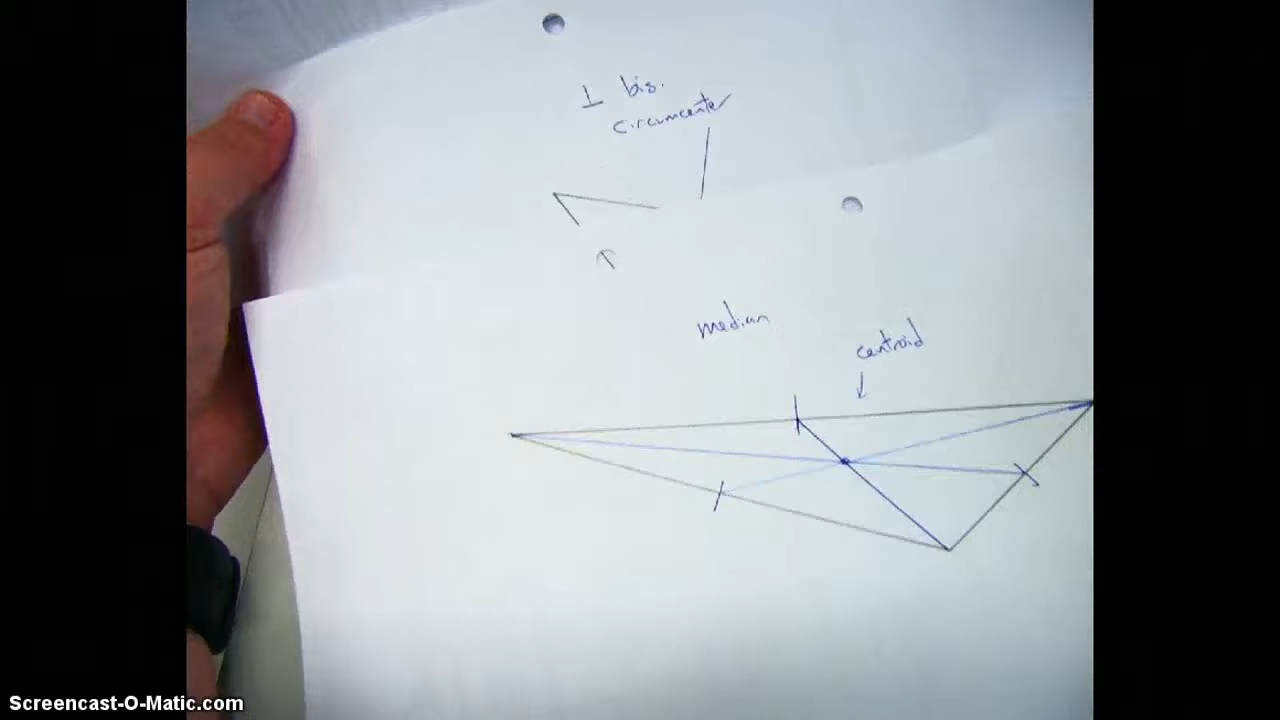 ⊥ bis.
circumcenter
median
centroid
Screencast-O-Matic.com